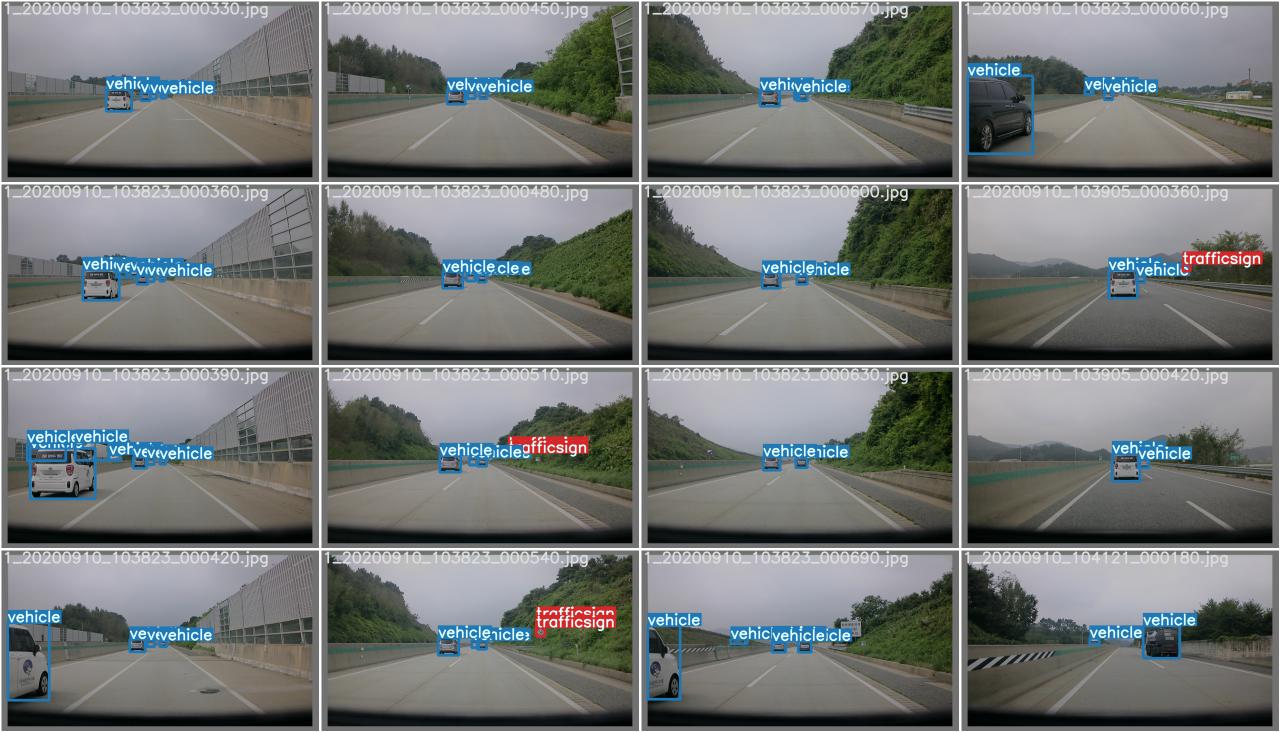 1_20200910_103823_000330.jpg
vehicle
1_20200910_103823_000450.jpg
vehicle
1_20200910_103823_000570.jpg
vehicle
1_20200910_103823_000060.jpg
vehicle
vehicle
1_20200910_103823_000360.jpg
vehicle
1_20200910_103823_000480.jpg
vehicle
1_20200910_103823_000600.jpg
vehicle
1_20200910_103905_000360.jpg
trafficsign
vehicle
1_20200910_103823_000390.jpg
vehicle
vehicle
1_20200910_103823_000510.jpg
trafficsign
vehicle
1_20200910_103823_000630.jpg
vehicle
vehicle
1_20200910_103905_000420.jpg
vehicle
1_20200910_103823_000420.jpg
vehicle
vehicle
1_20200910_103823_000540.jpg
trafficsign
trafficsign
vehicle
1_20200910_103823_000690.jpg
vehicle
vehicle
1_20200910_104121_000180.jpg
vehicle
vehicle